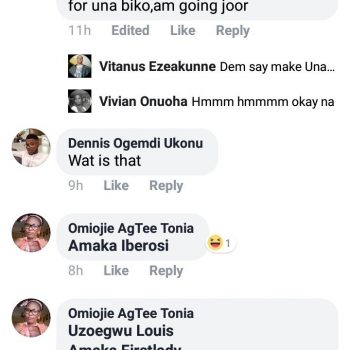 for una biko,am going joor
11h Edited Like Reply
Vitanus Ezeakunne Dem say make Una...
Vivian Onuoha Hmmm hmmmm okay na
Dennis Ogemdi Ukonu
Wat is that
9h Like Reply
Omiojie AgTee Tonia
Amaka Iberosi
1
8h Like Reply
Omiojie AgTee Tonia
Uzoegwu Louis
Amaka Firstlady